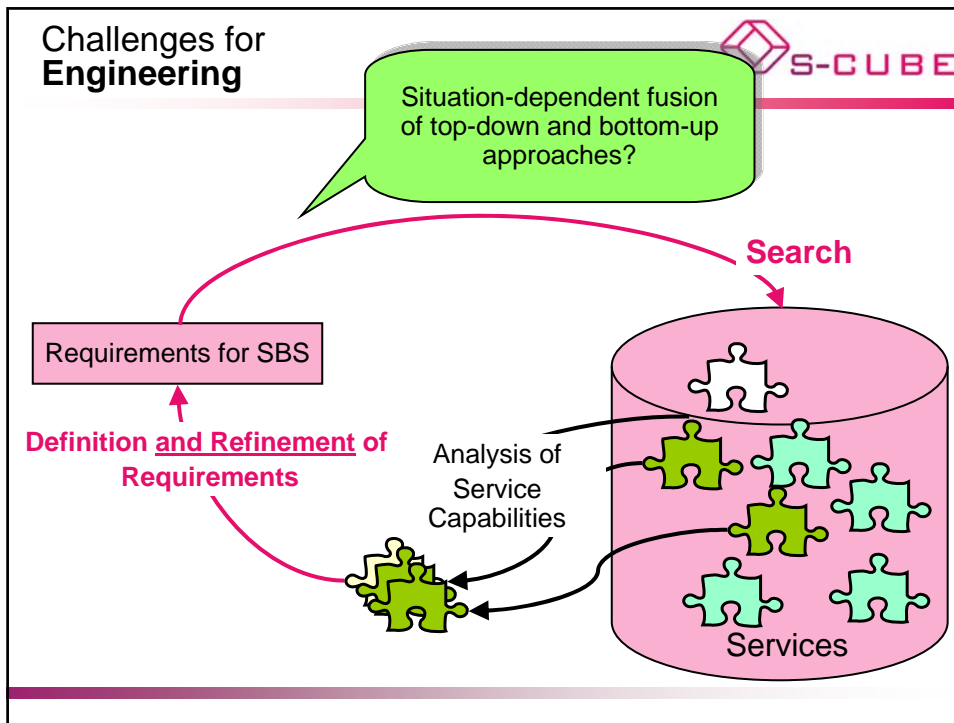 Challenges for
Engineering
S-CUBE
Situation-dependent fusion
of top-down and bottom-up
approaches?
Search
Requirements for SBS
Definition and Refinement of
Requirements
Analysis of
Service
Capabilities
Services